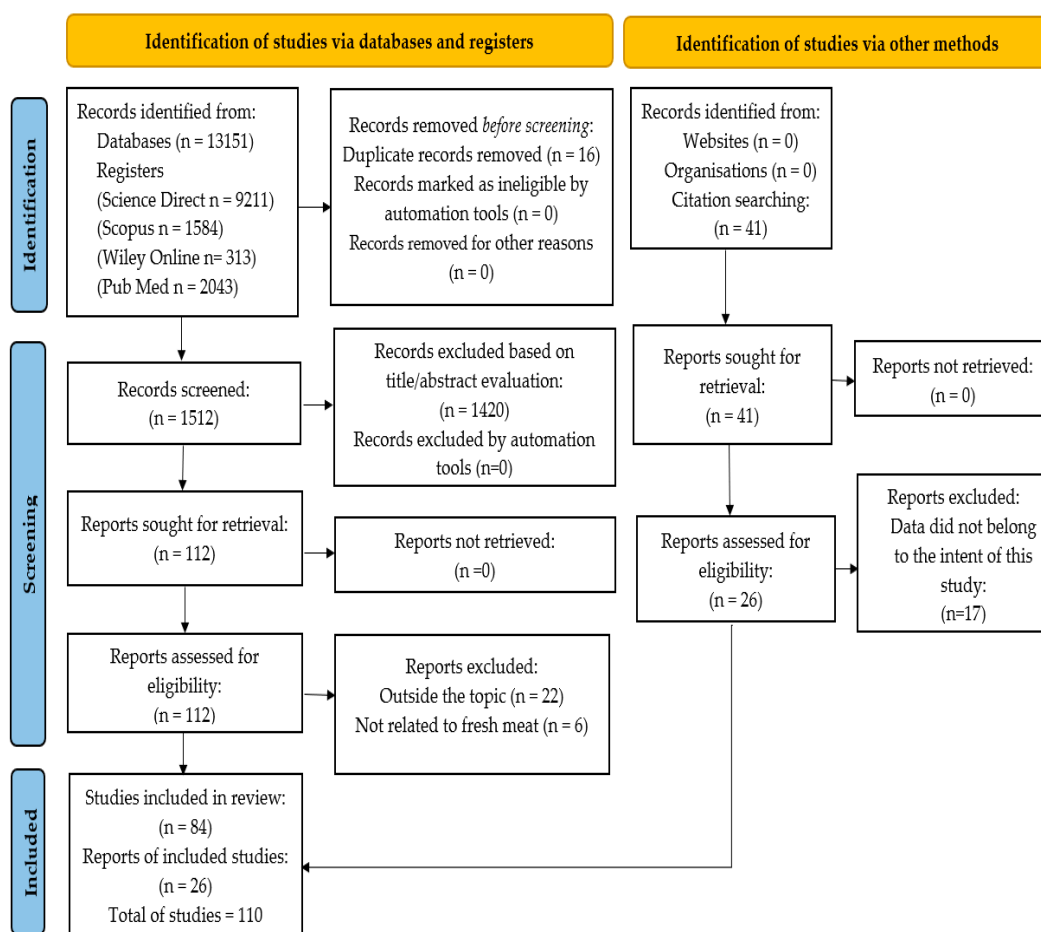 Identification of studies via databases and registers
Identification of studies via other methods
Identification
Records identified from:
Databases (n = 13151)
Registers
(Science Direct n = 9211)
(Scopus n = 1584)
(Wiley Online n= 313)
(Pub Med n = 2043)
Records removed before screening:
Duplicate records removed (n = 16)
Records marked as ineligible by
automation tools (n = 0)
Records removed for other reasons
(n = 0)
Records identified from:
Websites (n = 0)
Organisations (n = 0)
Citation searching:
(n = 41)
Screening
Records screened:
(n = 1512)
Records excluded based on
title/abstract evaluation:
(n = 1420)
Records excluded by automation
tools (n=0)
Reports sought for
retrieval:
(n = 41)
Reports not retrieved:
(n = 0)
Reports sought for retrieval:
(n = 112)
Reports not retrieved:
(n =0)
Reports assessed for
eligibility:
(n = 26)
Reports excluded:
Data did not belong
to the intent of this
study:
(n=17)
Reports assessed for
eligibility:
(n = 112)
Reports excluded:
Outside the topic (n = 22)
Not related to fresh meat (n = 6)
Included
Studies included in review:
(n = 84)
Reports of included studies:
(n = 26)
Total of studies = 110